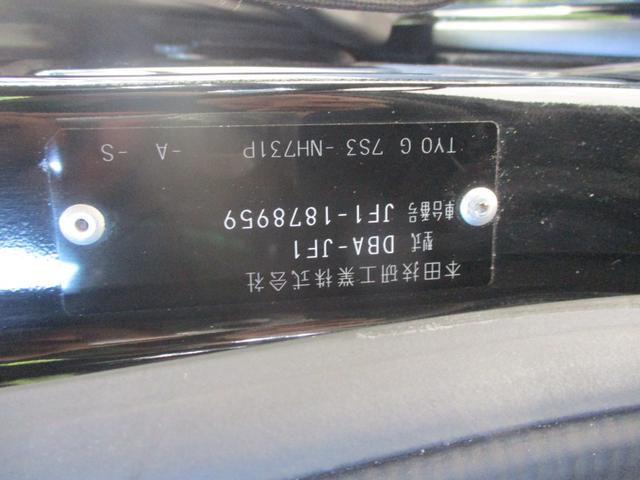 本田技研工業株式会社
型式 DBA-JF1
車台番号 JF1-1878959
TY0 G 7S3 -NH731P -A -S